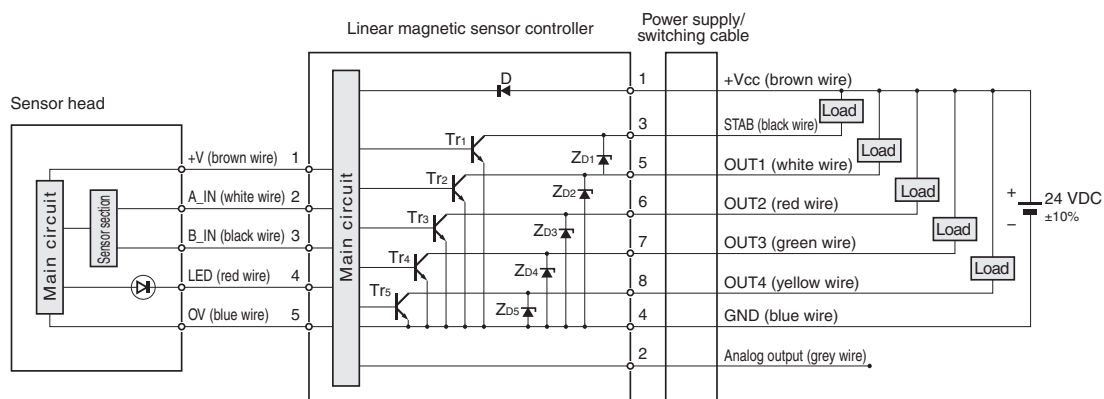 Linear magnetic sensor controller
Power supply/
switching cable
Sensor head
D
1
+Vcc (brown wire)
Load
3
STAB (black wire)
Tr1
ZD1
5
OUT1 (white wire)
Load
+V (brown wire)
1
Tr2
ZD2
6
OUT2 (red wire)
Load
A_IN (white wire)
2
+
24 VDC
±10%
−
Tr3
ZD3
7
OUT3 (green wire)
Load
B_IN (black wire)
3
Main circuit
Sensor section
Main circuit
Tr4
ZD4
8
OUT4 (yellow wire)
Load
LED (red wire)
4
Tr5
ZD5
4
GND (blue wire)
OV (blue wire)
5
2
Analog output (grey wire)